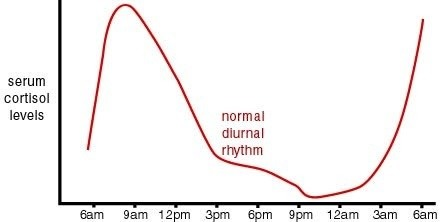 serum
cortisol
levels
normal
diurnal
rhythm
6am 9am 12pm 3pm 6pm 9pm 12am 3am 6am